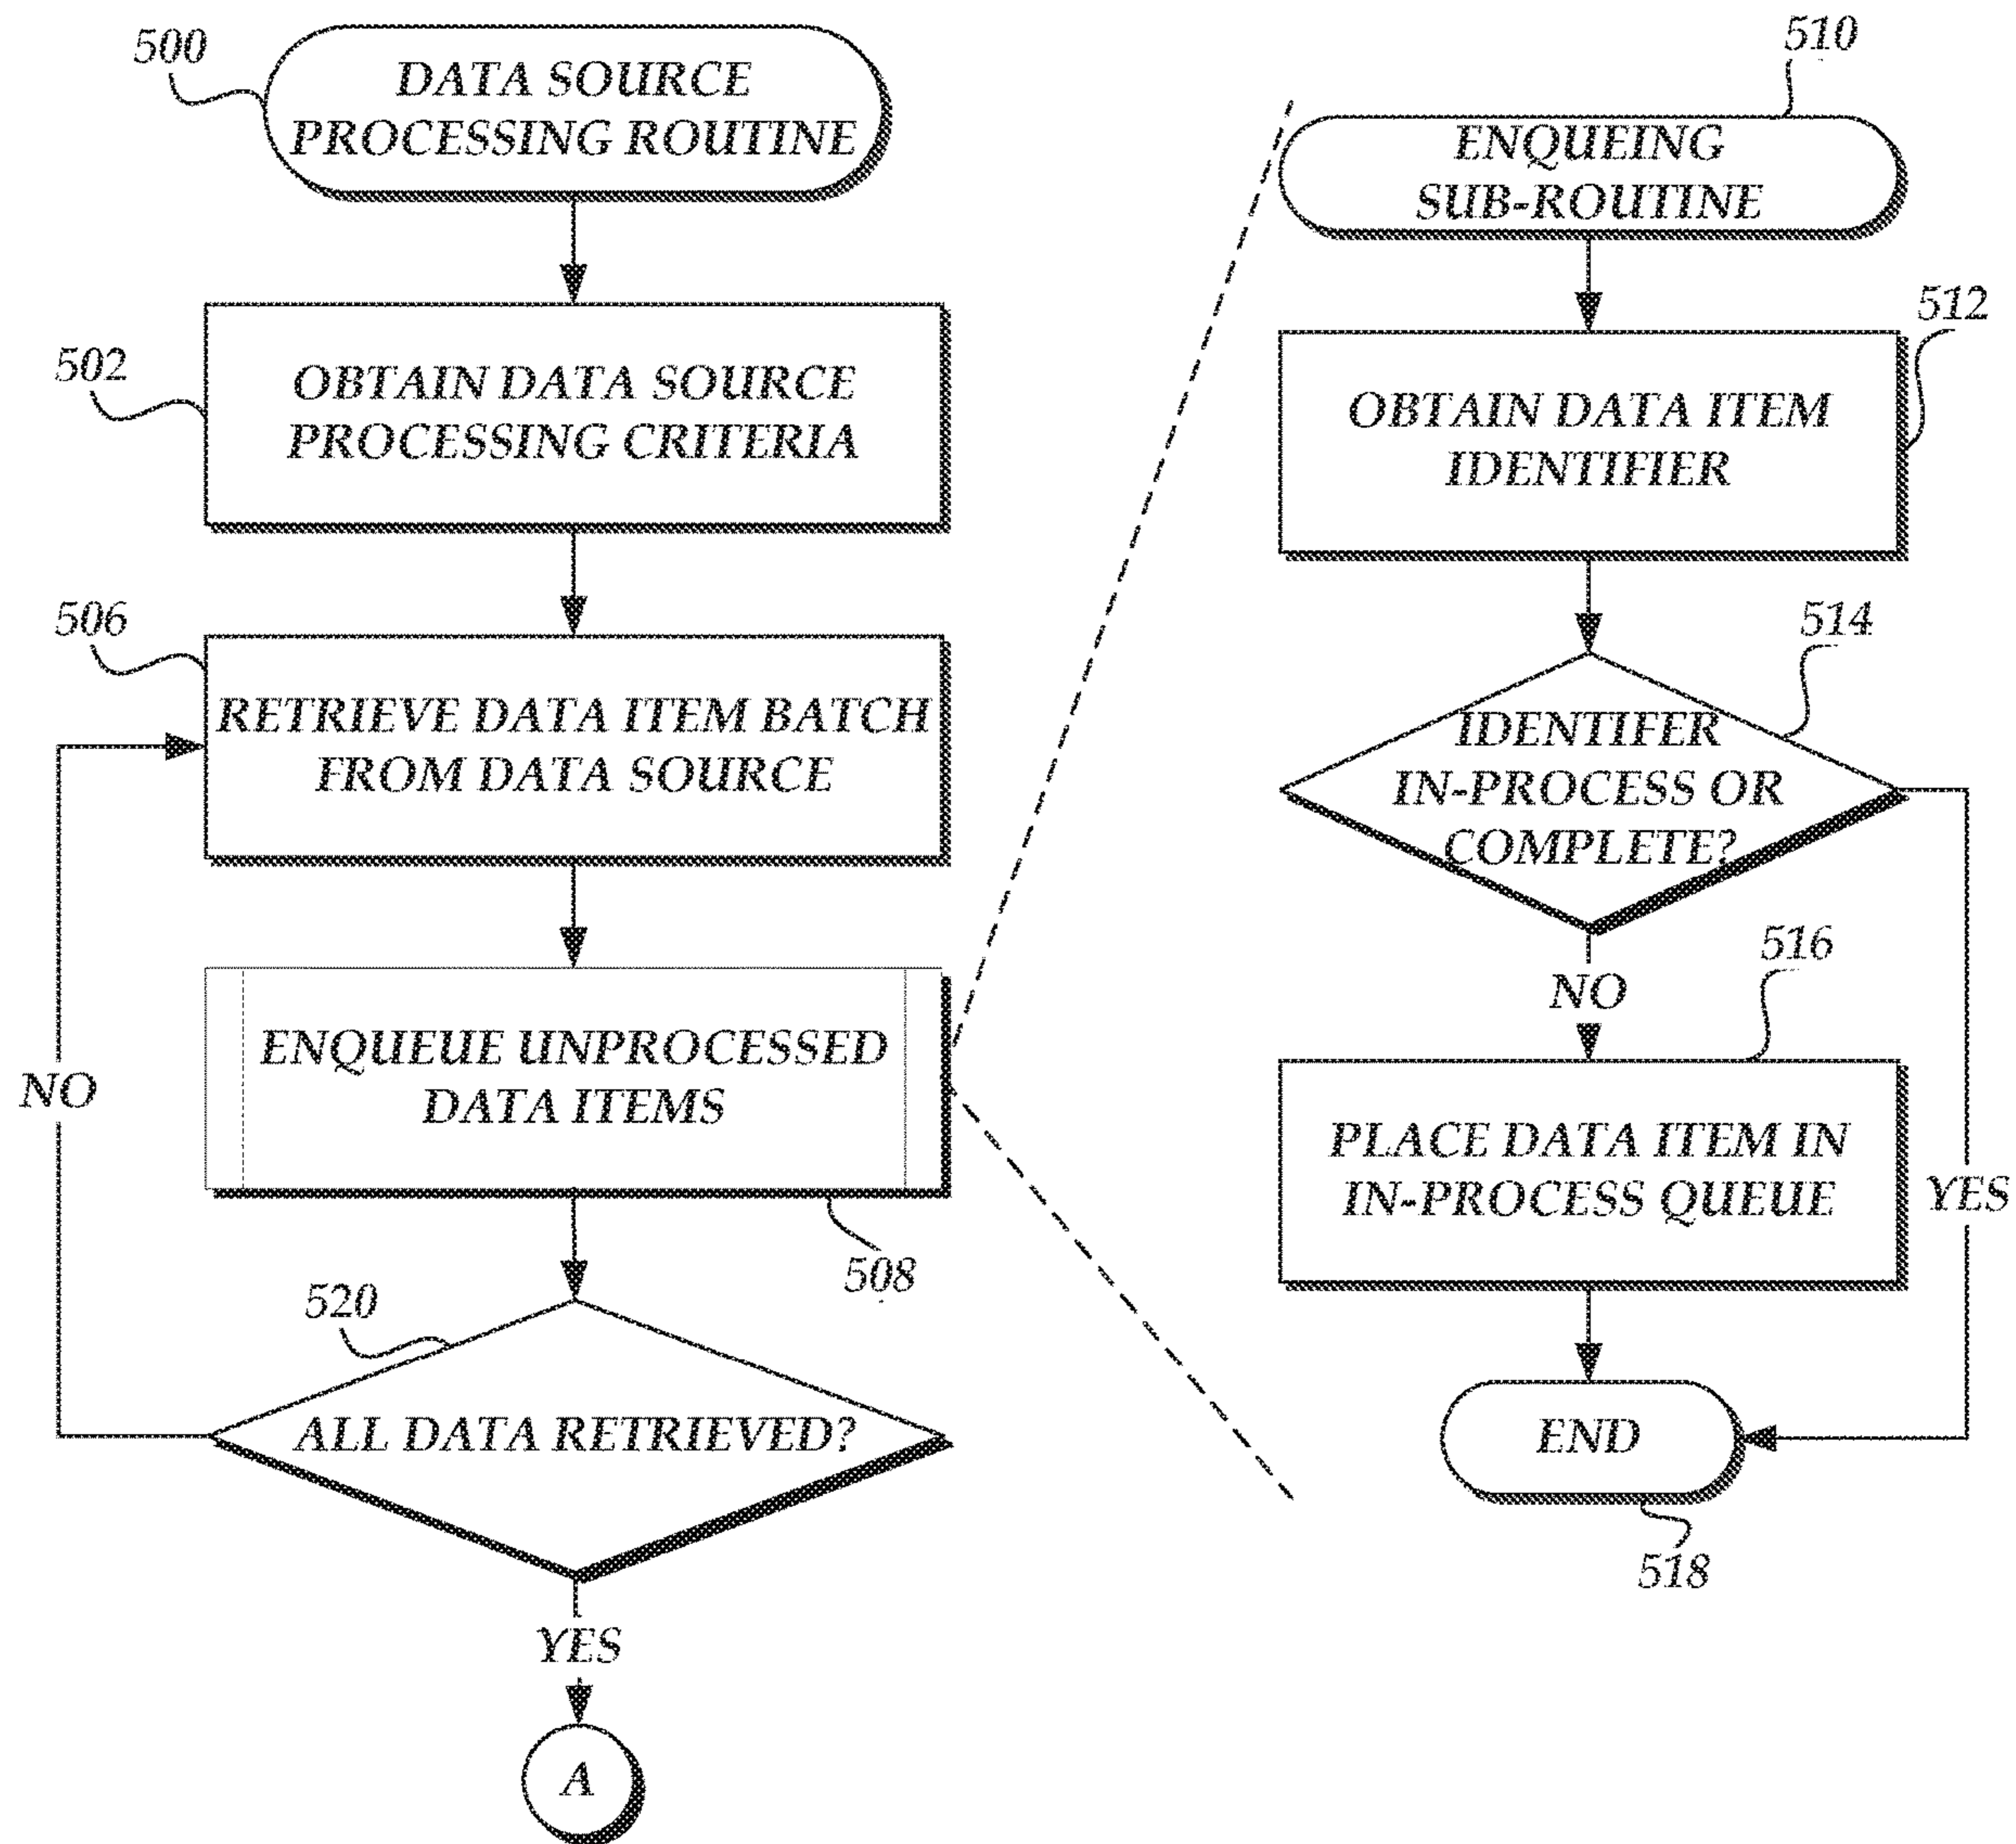 500
DATA SOURCE
PROCESSING ROUTINE
502
OBTAIN DATA SOURCE
PROCESSING CRITERIA
506
RETRIEVE DATA ITEM BATCH
FROM DATA SOURCE
ENQUEUE UNPROCESSED
DATA ITEMS
508
NO
520
ALL DATA RETRIEVED?
YES
A
510
ENQUEING
SUB-ROUTINE
512
OBTAIN DATA ITEM
IDENTIFIER
514
IDENTIFER
IN-PROCESS OR
COMPLETE?
NO
516
PLACE DATA ITEM IN
IN-PROCESS QUEUE
YES
END
518